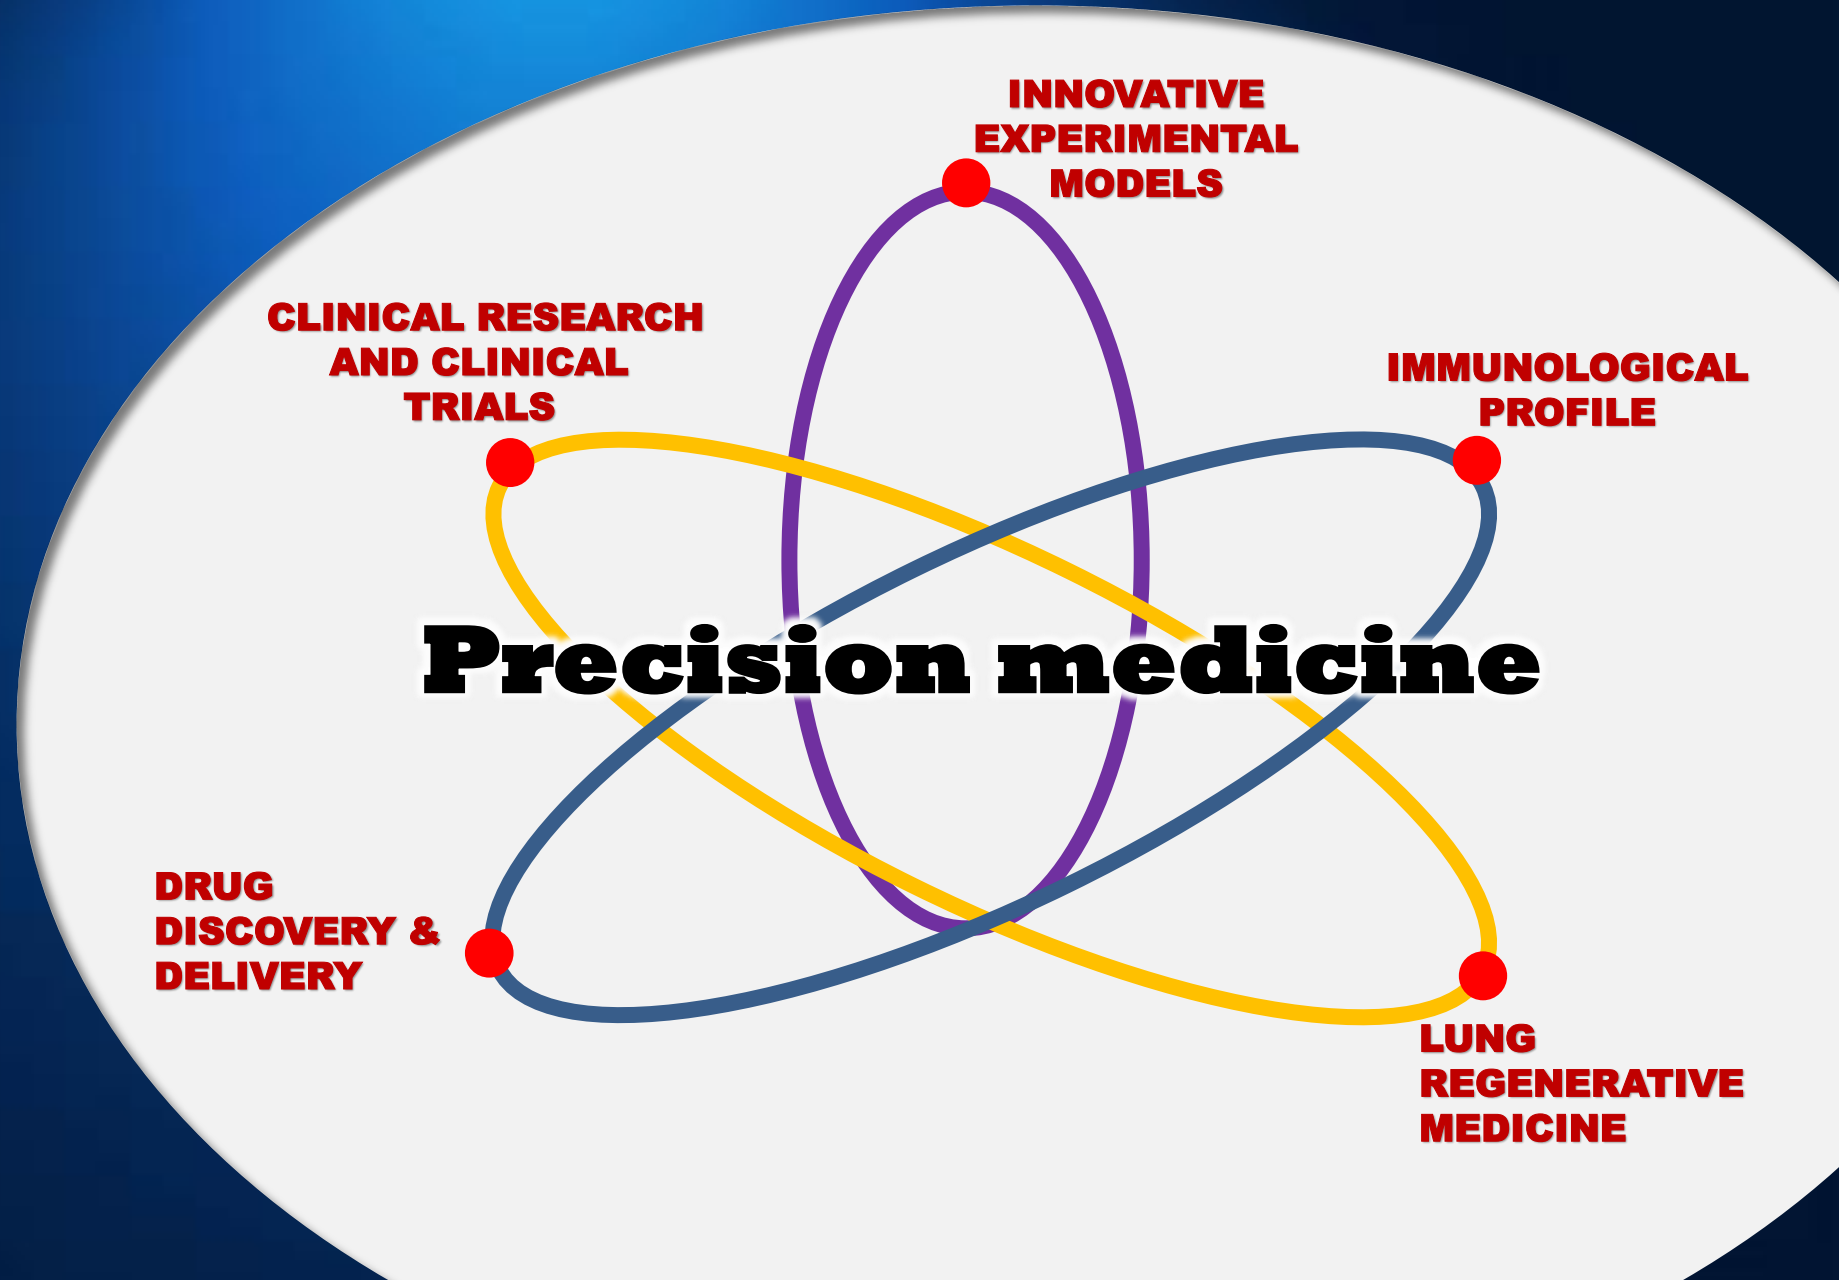 INNOVATIVE
EXPERIMENTAL
MODELS
CLINICAL RESEARCH
AND CLINICAL
TRIALS
IMMUNOLOGICAL
PROFILE
Precision medicine
DRUG
DISCOVERY &
DELIVERY
LUNG
REGENERATIVE
MEDICINE